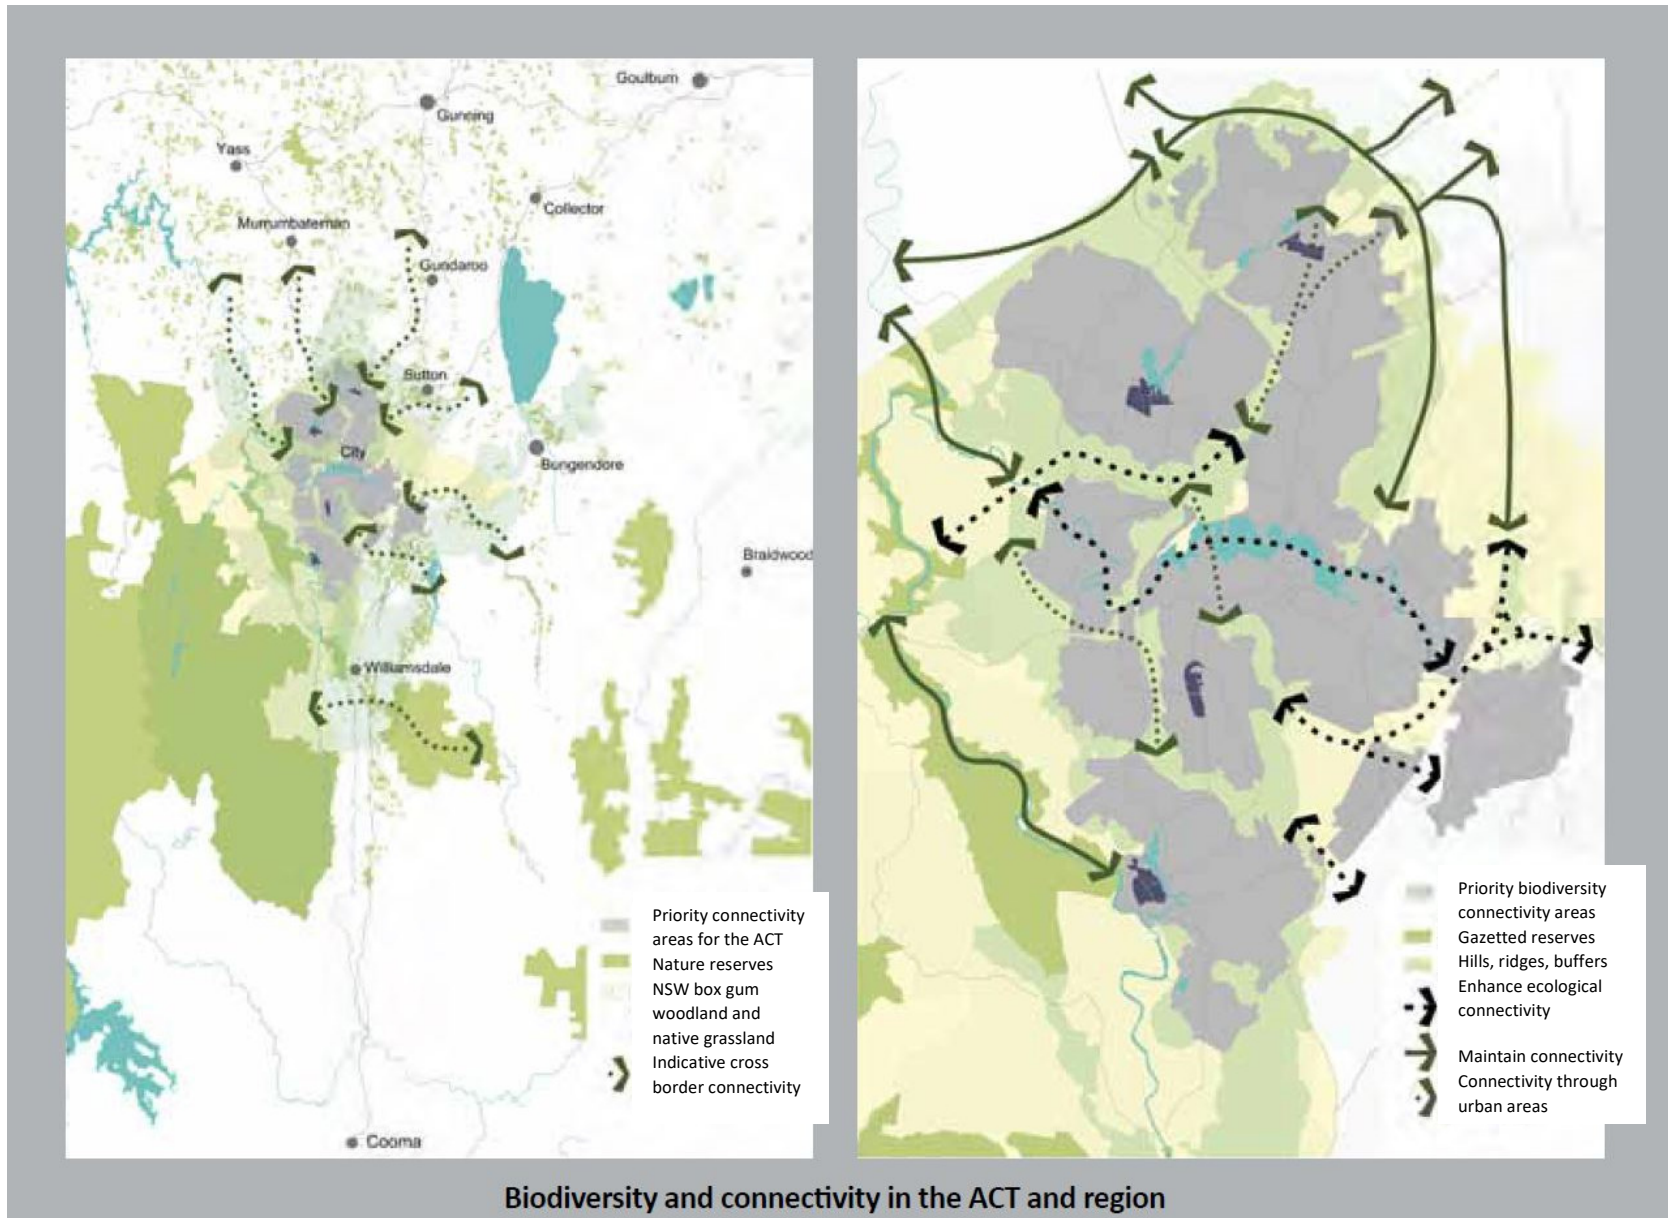 Goulburn
Gunning
Yass
Collector
Murrumbateman
Gundaroo
Sutton
City
Bungendore
Braidwood
Williamsdale
Cooma
Priority connectivity
areas for the ACT
Nature reserves
NSW box gum
woodland and
native grassland
Indicative cross
border connectivity
Priority biodiversity
connectivity areas
Gazetted reserves
Hills, ridges, buffers
Enhance ecological
connectivity
Maintain connectivity
Connectivity through
urban areas
Biodiversity and connectivity in the ACT and region